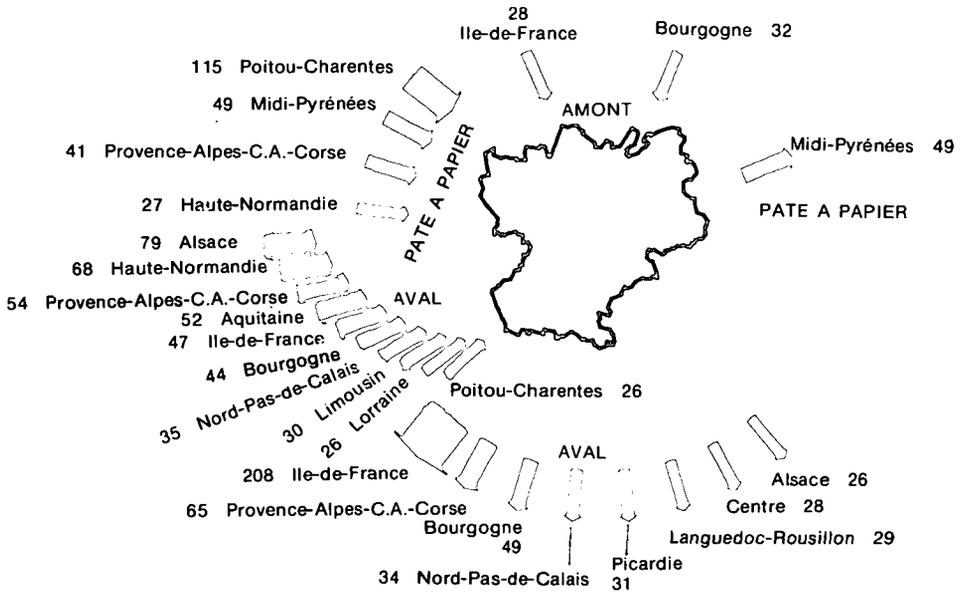 28
Ile-de-France
Bourgogne 32
115 Poitou-Charentes
49 Midi-Pyrénées
AMONT
41 Provence-Alpes-C.A.-Corse
Midi-Pyrénées 49
PATE A PAPIER
27 Haute-Normandie
PATE A PAPIER
79 Alsace
68 Haute-Normandie
54 Provence-Alpes-C.A.-Corse
AVAL
52 Aquitaine
47 Ile-de-France
44 Bourgogne
35 Nord-Pas-de-Calais
30 Limousin
26 Lorraine
Poitou-Charentes 26
AVAL
208 Ile-de-France
Alsace 26
65 Provence-Alpes-C.A.-Corse
Centre 28
Bourgogne
49
Languedoc-Rousillon 29
34 Nord-Pas-de-Calais
Picardie
31